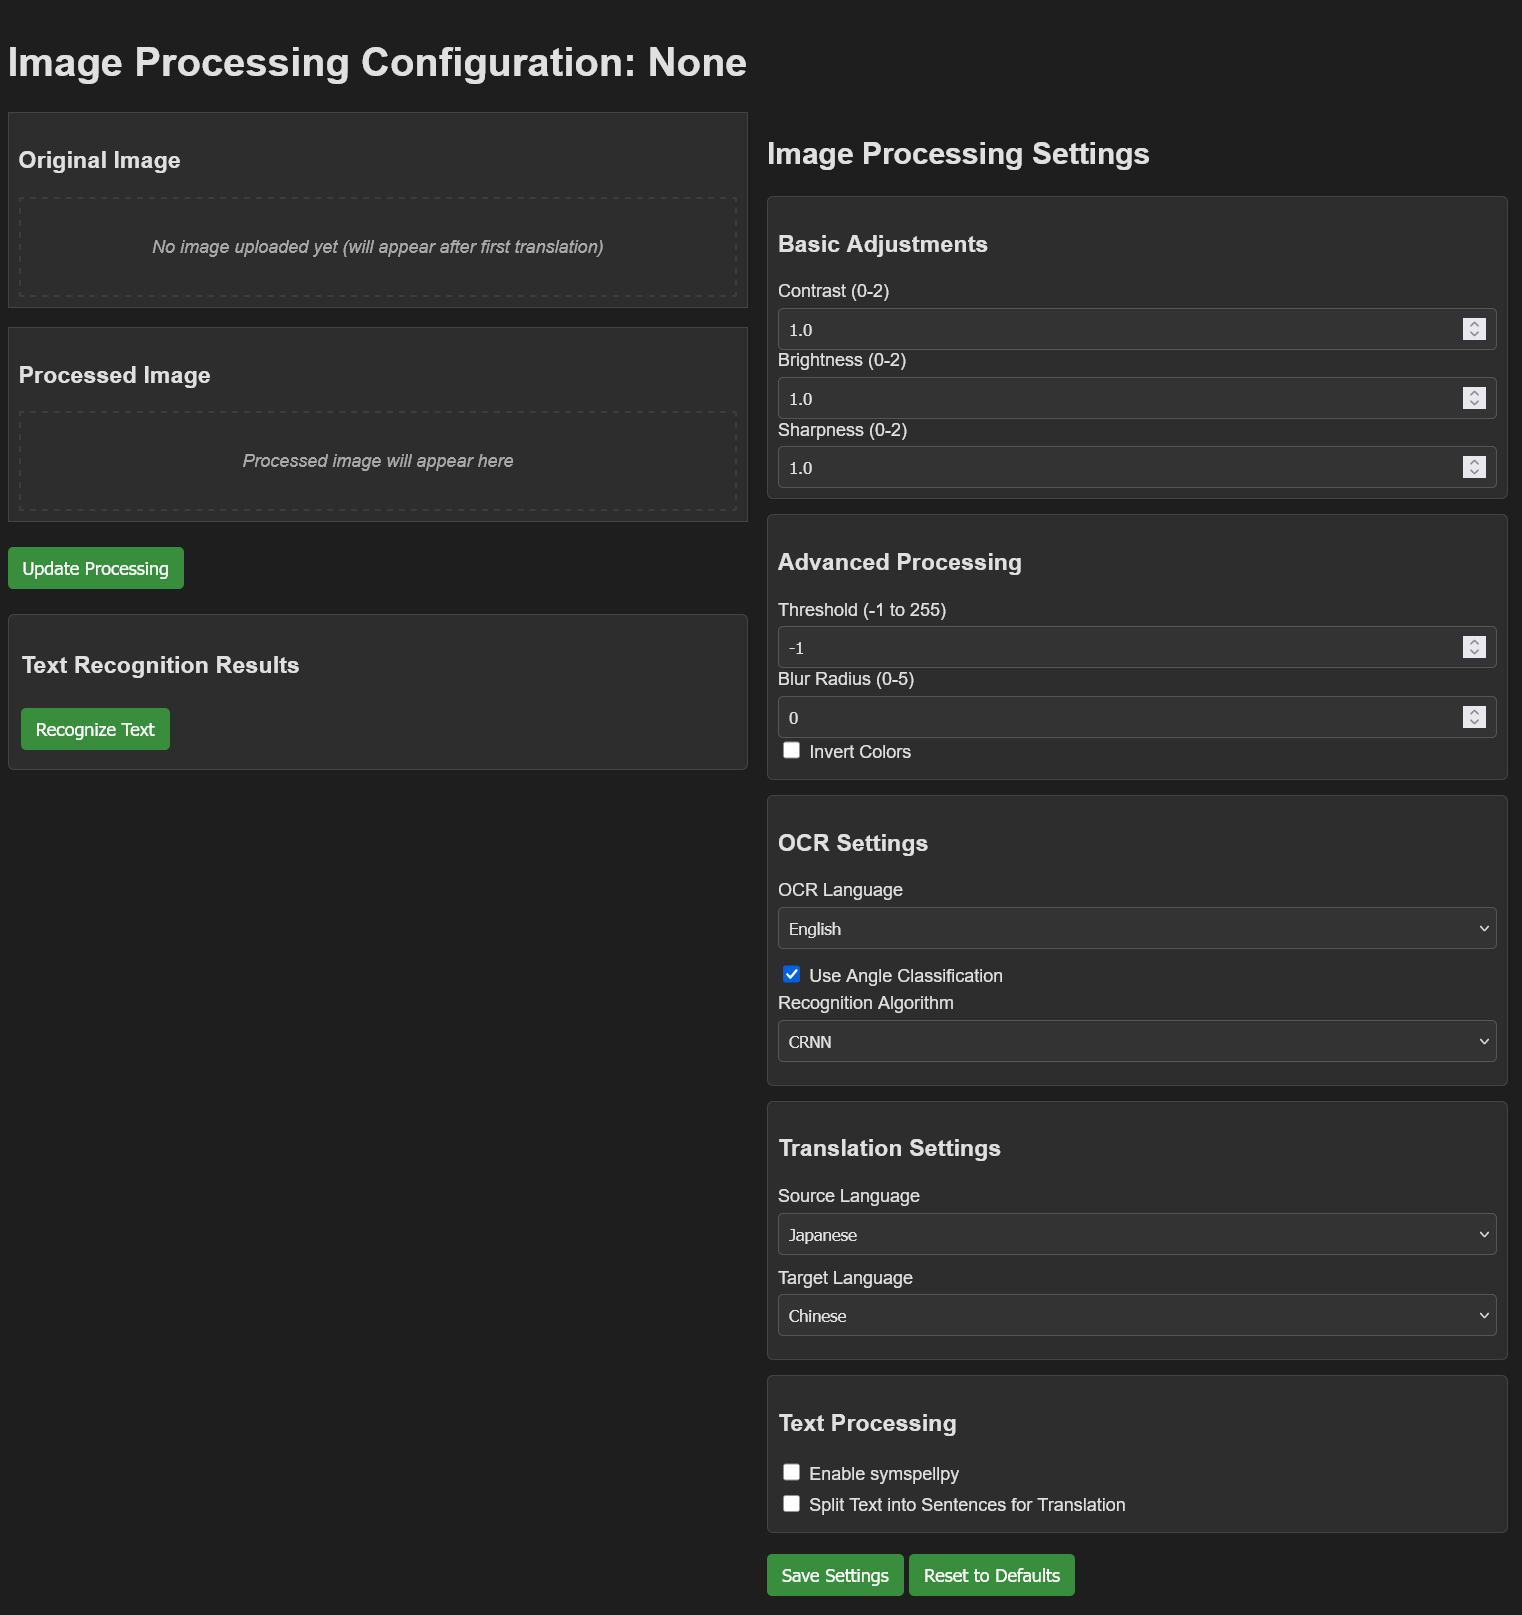 Image Processing Configuration: None
Original Image
No image uploaded yet (will appear after first translation)
Processed Image
Processed image will appear here
Update Processing
Text Recognition Results
Recognize Text
Image Processing Settings
Basic Adjustments
Contrast (0-2)
1.0
Brightness (0-2)
1.0
Sharpness (0-2)
1.0
Advanced Processing
Threshold (-1 to 255)
-1
Blur Radius (0-5)
0
Invert Colors
OCR Settings
OCR Language
English
Use Angle Classification
Recognition Algorithm
CRNN
Translation Settings
Source Language
Japanese
Target Language
Chinese
Text Processing
Enable symspellpy
Split Text into Sentences for Translation
Save Settings
Reset to Defaults